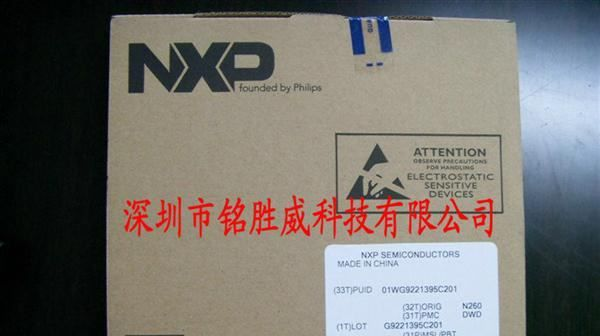 NXP
founded by Philips
ATTENTION
OBSERVE PRECAUTIONS
FOR HANDLING
ELECTROSTATIC
SENSITIVE
DEVICES
深圳市铭胜威科技有限公司
NXP SEMICONDUCTORS
MADE IN CHINA
(33T)PUID 01WG9221395C201
(32T)ORIG N260
(31T)PMC DWD
(1T)LOT G9221395C201